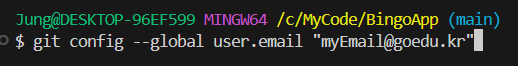 Jung@DESKTOP-96EF599 MINGW64 /c/MyCode/BingoApp (main)
$ git config --global user.email "myEmail@goedu.kr"